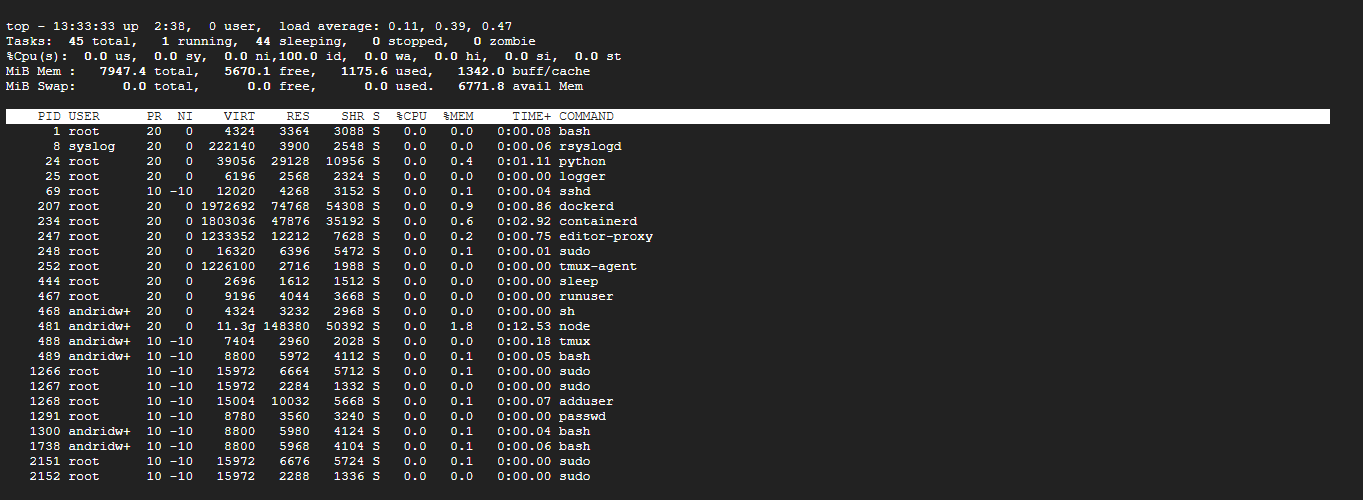 top - 13:33:33 up  2:38,  0 user,  load average: 0.11, 0.39, 0.47
Tasks:  45 total,   1 running,  44 sleeping,   0 stopped,   0 zombie
%Cpu(s):  0.0 us,  0.0 sy,  0.0 ni,100.0 id,  0.0 wa,  0.0 hi,  0.0 si,  0.0 st
MiB Mem :   7947.4 total,   5670.1 free,   1175.6 used,   1342.0 buff/cache
MiB Swap:      0.0 total,      0.0 free,      0.0 used.   6771.8 avail Mem
PID USER      PR  NI    VIRT    RES    SHR S  %CPU  %MEM     TIME+ COMMAND
1 root      20   0    4324   3364   3088 S   0.0   0.0   0:00.08 bash
8 syslog    20   0  222140   3900   2548 S   0.0   0.0   0:00.06 rsyslogd
24 root      20   0   39056  29128  10956 S   0.0   0.4   0:01.11 python
25 root      20   0    6196   2568   2324 S   0.0   0.0   0:00.00 logger
69 root      10 -10   12020   4268   3152 S   0.0   0.1   0:00.04 sshd
207 root      20   0 1972692  74768  54308 S   0.0   0.9   0:00.86 dockerd
234 root      20   0 1803036  47876  35192 S   0.0   0.6   0:02.92 containerd
247 root      20   0 1233352  12212   7628 S   0.0   0.2   0:00.75 editor-proxy
248 root      20   0   16320   6396   5472 S   0.0   0.1   0:00.01 sudo
252 root      20   0 1226100   2716   1988 S   0.0   0.0   0:00.00 tmux-agent
444 root      20   0    2696   1612   1512 S   0.0   0.0   0:00.00 sleep
467 root      20   0    9196   4044   3668 S   0.0   0.0   0:00.00 runuser
468 andridw+  20   0    4324   3232   2968 S   0.0   0.0   0:00.00 sh
481 andridw+  20   0   11.3g 148380  50392 S   0.0   1.8   0:12.53 node
488 andridw+  10 -10    7404   2960   2028 S   0.0   0.0   0:00.18 tmux
489 andridw+  10 -10    8800   5972   4112 S   0.0   0.1   0:00.05 bash
1266 root      10 -10   15972   6664   5712 S   0.0   0.1   0:00.00 sudo
1267 root      10 -10   15972   2284   1332 S   0.0   0.0   0:00.00 sudo
1268 root      10 -10   15004  10032   5668 S   0.0   0.1   0:00.07 adduser
1291 root      10 -10    8780   3560   3240 S   0.0   0.0   0:00.00 passwd
1300 andridw+  10 -10    8800   5980   4124 S   0.0   0.1   0:00.04 bash
1738 andridw+  10 -10    8800   5968   4104 S   0.0   0.1   0:00.06 bash
2151 root      10 -10   15972   6676   5724 S   0.0   0.1   0:00.00 sudo
2152 root      10 -10   15972   2288   1336 S   0.0   0.0   0:00.00 sudo